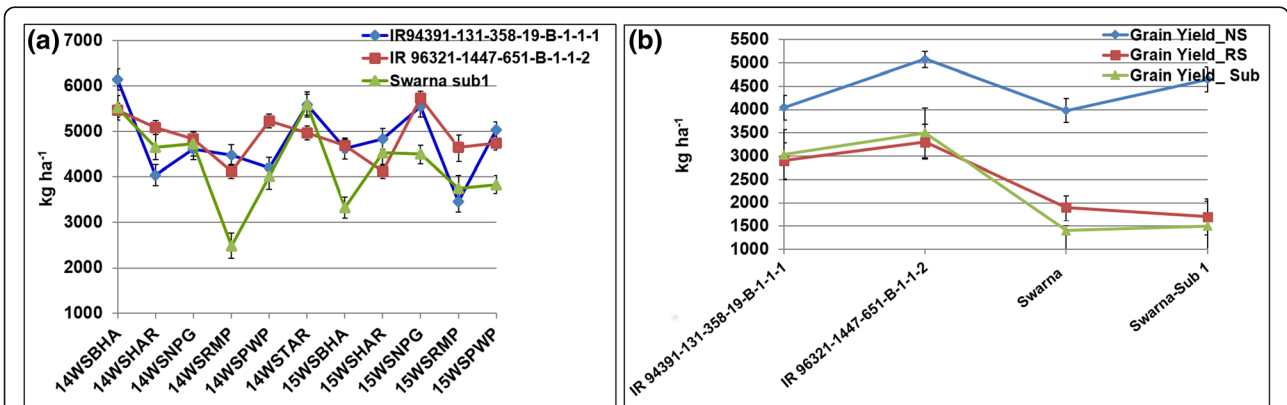 (a)
IR94391-131-358-19-B-1-1-1
IR 96321-1447-651-B-1-1-2
Swarna sub1
kg ha⁻¹
7000
6000
5000
4000
3000
2000
1000
14WSBHA
14WSHAR
14WSNPG
14WSRMP
14WSPWP
14WSTAR
15WSBHA
15WSHAR
15WSNPG
15WSRMP
15WSPWP
(b)
Grain Yield_NS
Grain Yield_RS
Grain Yield_ Sub
kg ha⁻¹
5500
5000
4500
4000
3500
3000
2500
2000
1500
1000
IR 94391-131-358-19-B-1-1-1
IR 96321-1447-651-B-1-1-2
Swarna
Swarna-Sub 1